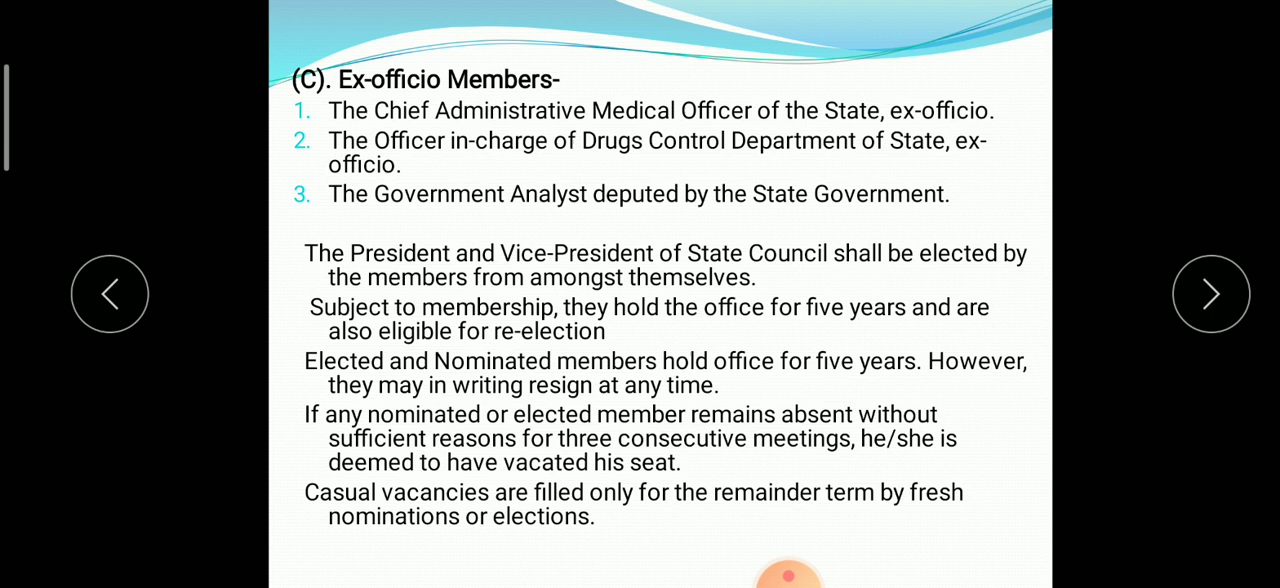 (C). Ex-officio Members-
1. The Chief Administrative Medical Officer of the State, ex-officio.
2. The Officer in-charge of Drugs Control Department of State, ex-
officio.
3. The Government Analyst deputed by the State Government.
The President and Vice-President of State Council shall be elected by
the members from amongst themselves.
Subject to membership, they hold the office for five years and are
also eligible for re-election
Elected and Nominated members hold office for five years. However,
they may in writing resign at any time.
If any nominated or elected member remains absent without
sufficient reasons for three consecutive meetings, he/she is
deemed to have vacated his seat.
Casual vacancies are filled only for the remainder term by fresh
nominations or elections.